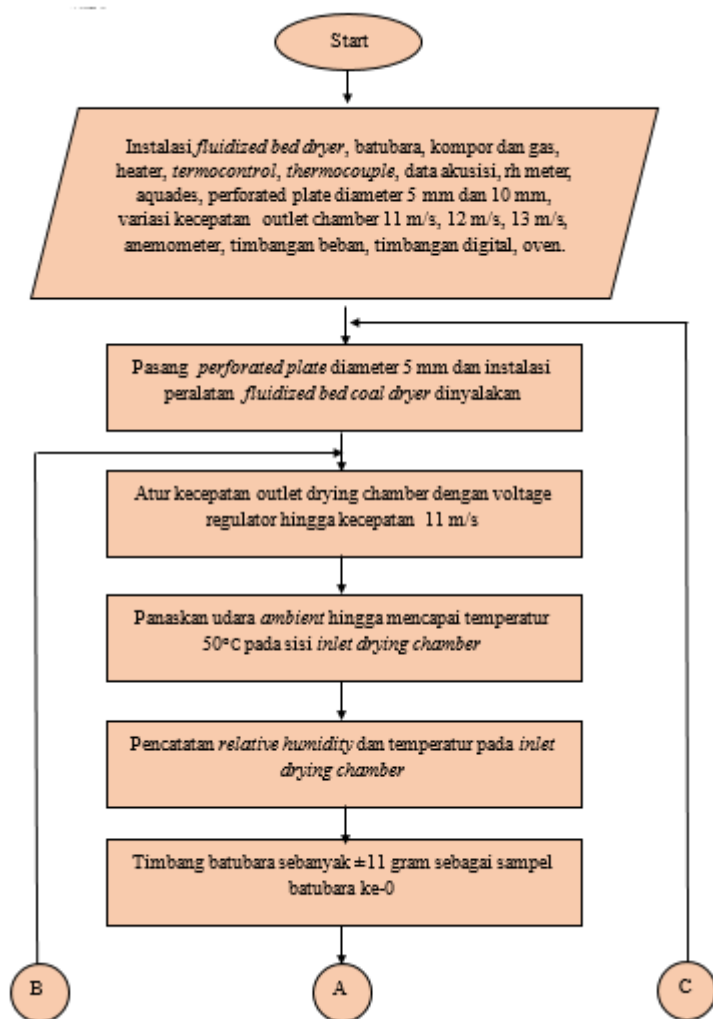 Start
Instalasi fluidized bed dryer, batubara, kompor dan gas,
heater, termocontrol, thermocouple, data akusisi, rh meter,
aquades, perforated plate diameter 5 mm dan 10 mm,
variasi kecepatan outlet chamber 11 m/s, 12 m/s, 13 m/s,
anemometer, timbangan beban, timbangan digital, oven.
Pasang perforated plate diameter 5 mm dan instalasi
peralatan fluidized bed coal dryer dinyalakan
Atur kecepatan outlet drying chamber dengan voltage
regulator hingga kecepatan 11 m/s
Panaskan udara ambient hingga mencapai temperatur
50°C pada sisi inlet drying chamber
Pencatatan relative humidity dan temperatur pada inlet
drying chamber
Timbang batubara sebanyak ±11 gram sebagai sampel
batubara ke-0
B
A
C